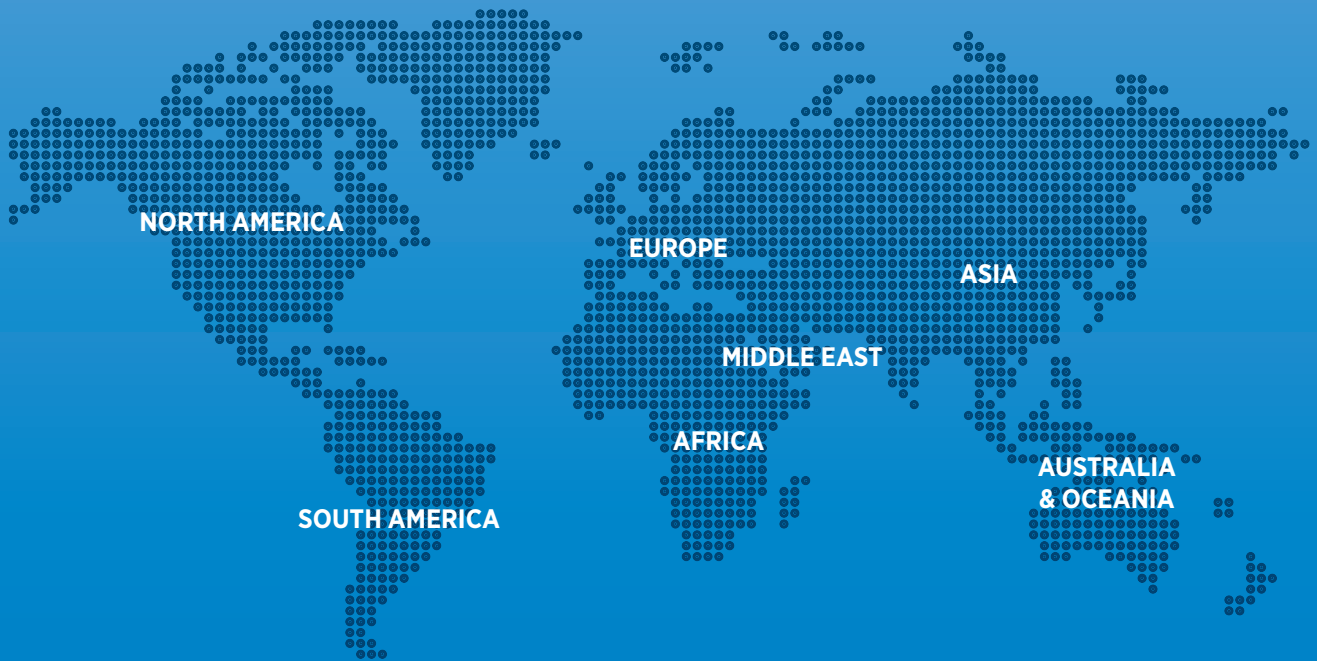 NORTH AMERICA
EUROPE
ASIA
MIDDLE EAST
AFRICA
AUSTRALIA
& OCEANIA
SOUTH AMERICA